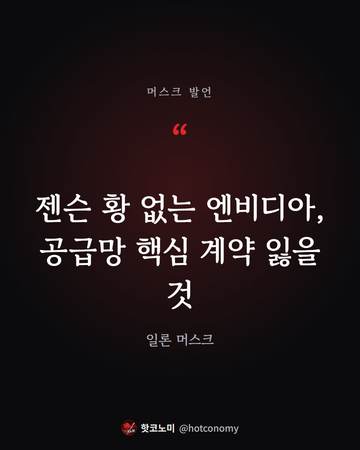 머스크 발언
“
젠슨 황 없는 엔비디아,
공급망 핵심 계약 잃을
것
일론 머스크
핫코노미 @hotconomy